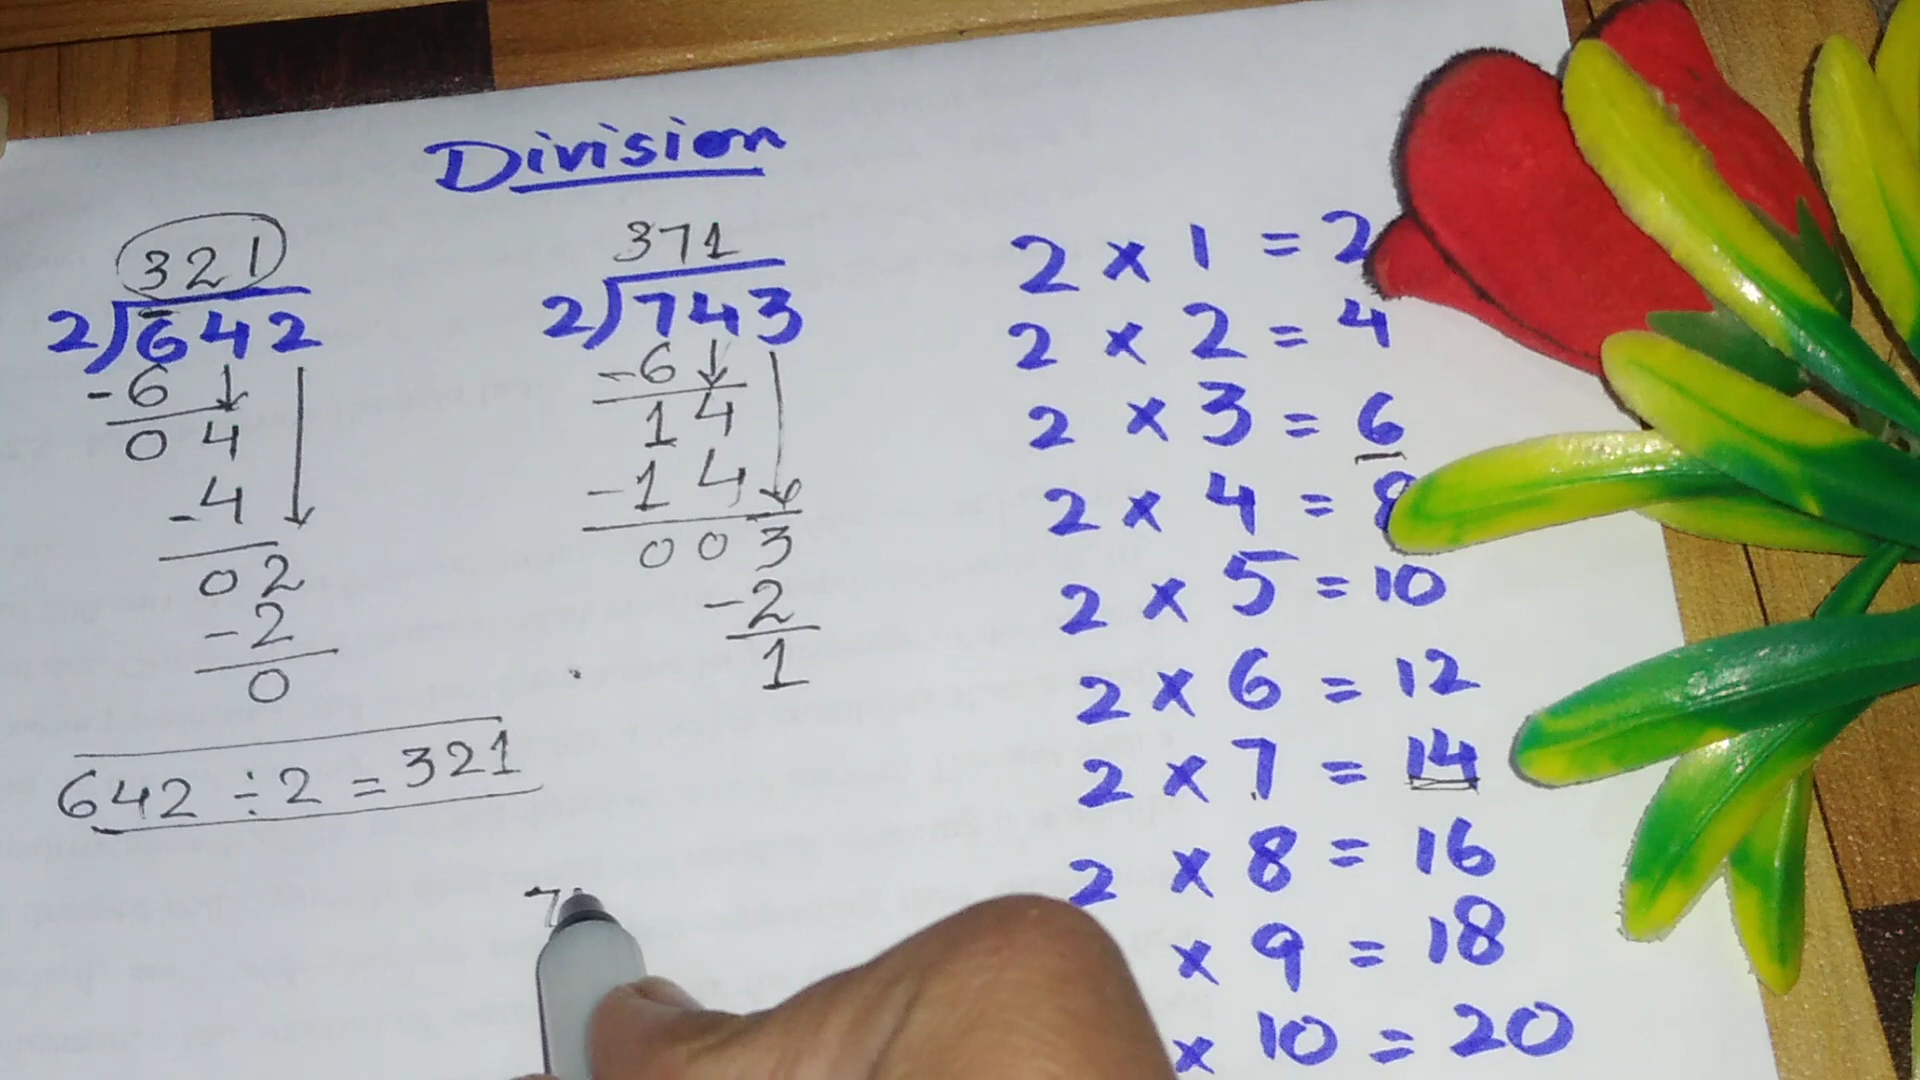 Division
321
2)642
-6
04
-4
02
-2
0
642 ÷ 2 = 321
371
2)743
-6
14
-14
003
-2
1
7
2 × 1 = 2
2 × 2 = 4
2 × 3 = 6
2 × 4 = 8
2 × 5 = 10
2 × 6 = 12
2 × 7 = 14
2 × 8 = 16
× 9 = 18
× 10 = 20